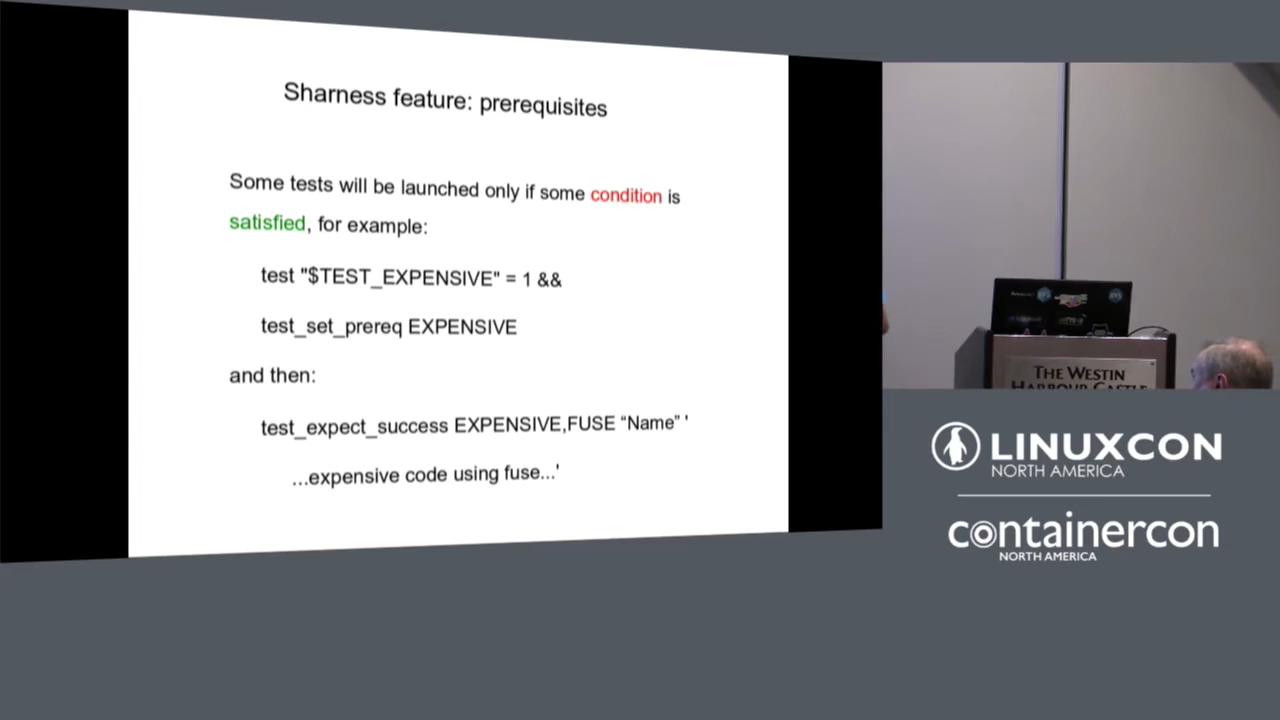 Sharness feature: prerequisites
Some tests will be launched only if some condition is
satisfied, for example:
test "$TEST_EXPENSIVE" = 1 &&
test_set_prereq EXPENSIVE
and then:
test_expect_success EXPENSIVE,FUSE “Name” '
...expensive code using fuse...'
THE WESTIN
HARBOUR CASTLE
LINUXCON
NORTH AMERICA
containercon
NORTH AMERICA